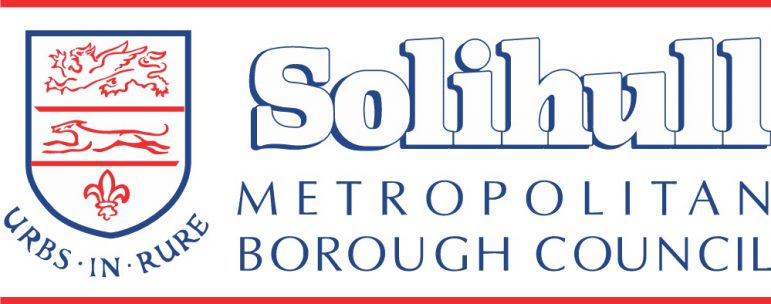 Solihull
METROPOLITAN
BOROUGH COUNCIL
URBS·IN·RURE